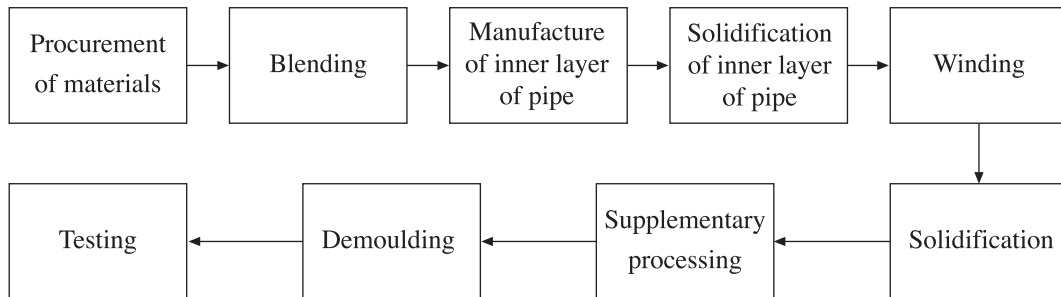 Procurement
of materials
Blending
Manufacture
of inner layer
of pipe
Solidification
of inner layer
of pipe
Winding
Solidification
Supplementary
processing
Demoulding
Testing